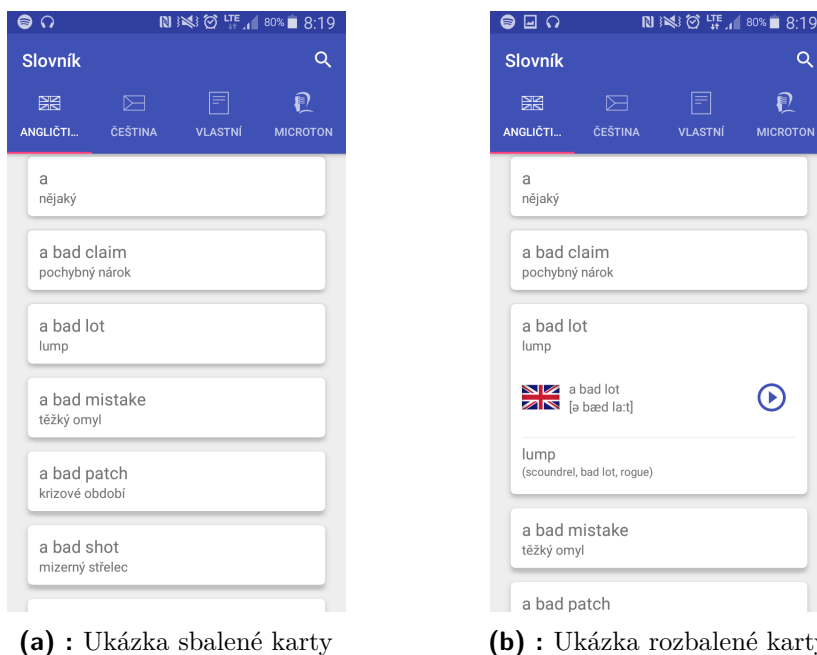 80% 8:19
Slovník
ANGLIČTI... ČEŠTINA VLASTNÍ MICROTON
a
nějaký
a bad claim
pochybný nárok
a bad lot
lump
a bad mistake
těžký omyl
a bad patch
krizové období
a bad shot
mizerný střelec
(a) : Ukázka sbalené karty
LTE 80% 8:19
Slovník
ANGLIČTI... ČEŠTINA VLASTNÍ MICROTON
a
nějaký
a bad claim
pochybný nárok
a bad lot
lump
a bad lot
[ə bæd la:t]
lump
(scoundrel, bad lot, rogue)
a bad mistake
těžký omyl
a bad patch
(b) : Ukázka rozbalené karty